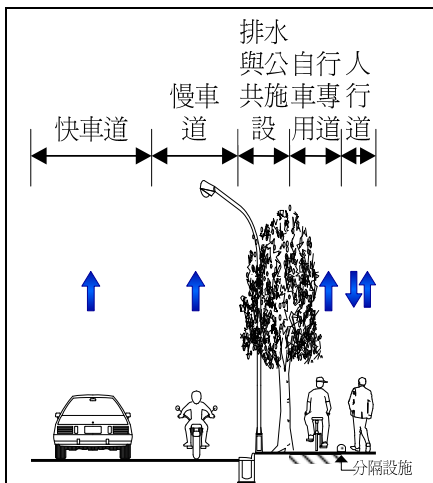 快車道
慢車
道
排水
與公
共施
設
自行
車專
用道
人
行
道
分隔設施